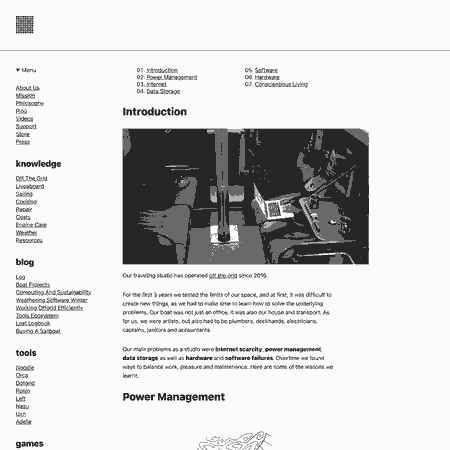 ▼ Menu
About Us
Mission
Philosophy
Pino
Videos
Support
Store
Press
knowledge
Off The Grid
Liveaboard
Sailing
Cooking
Repair
Costs
Engine Care
Weather
Resources
blog
Log
Boat Projects
Computing And Sustainability
Weathering Software Winter
Working Offgrid Efficiently
Tools Ecosystem
Lost Logbook
Buying A Sailboat
tools
Noodle
Orca
Dotgrid
Ronin
Left
Nasu
Uxn
Adelie
games
01. Introduction
02. Power Management
03. Internet
04. Data Storage
05. Software
06. Hardware
07. Conscientious Living
Introduction
Our traveling studio has operated off the grid since 2016.
For the first 3 years we tested the limits of our space, and at first, it was difficult to
create new things, as we had to make time to learn how to solve the underlying
problems. Our boat was not just an office, it was also our house and transport. As
for us, we were artists, but also had to be plumbers, deckhands, electricians,
captains, janitors and accountants.
Our main problems as a studio were internet scarcity, power management,
data storage as well as hardware and software failures. Overtime we found
ways to balance work, pleasure and maintenance. Here are some of the lessons we
learnt.
Power Management